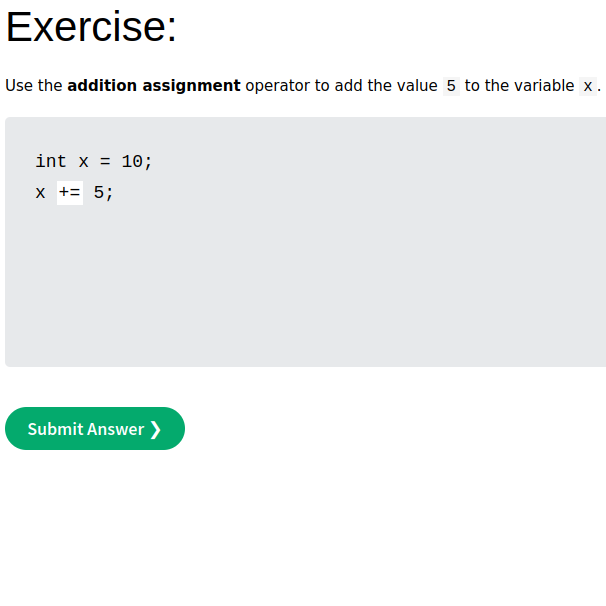 Exercise:
Use the addition assignment operator to add the value 5 to the variable x.
int x = 10;
x += 5;
Submit Answer ❯